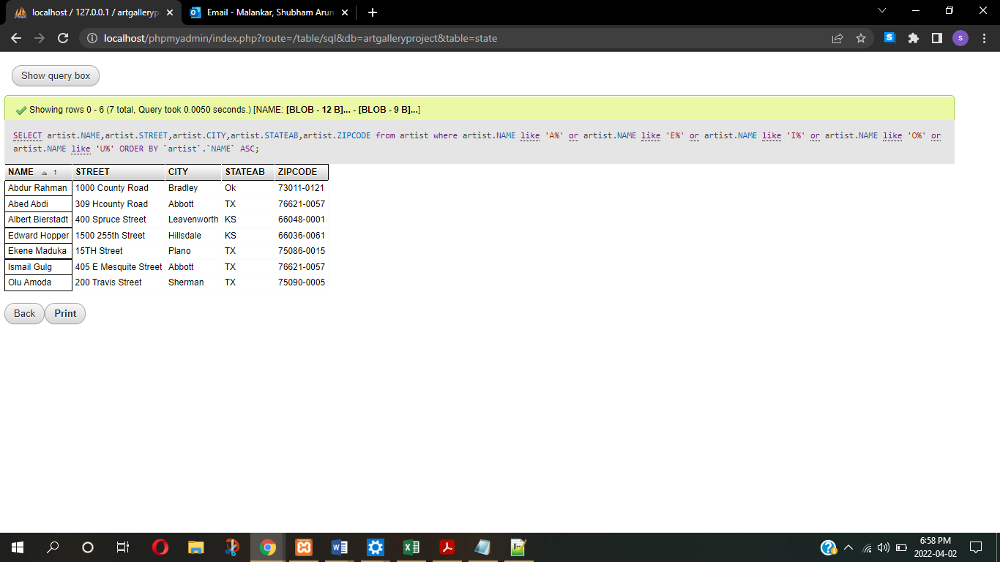 localhost / 127.0.0.1 / artgalleryp
Email - Malankar, Shubham Arun
localhost/phpmyadmin/index.php?route=/table/sql&db=artgalleryproject&table=state
S
s
Show query box
Showing rows 0 - 6 (7 total, Query took 0.0050 seconds.) [NAME: [BLOB - 12 B]... - [BLOB - 9 B]...]
SELECT artist.NAME,artist.STREET,artist.CITY,artist.STATEAB,artist.ZIPCODE from artist where artist.NAME like 'A%' or artist.NAME like 'E%' or artist.NAME like 'I%' or artist.NAME like 'O%' or
artist.NAME like 'U%' ORDER BY `artist`.`NAME` ASC;
NAME 1 STREET CITY STATEAB ZIPCODE
Abdur Rahman 1000 County Road Bradley Ok 73011-0121
Abed Abdi 309 Hcounty Road Abbott TX 76621-0057
Albert Bierstadt 400 Spruce Street Leavenworth KS 66048-0001
Edward Hopper 1500 255th Street Hillsdale KS 66036-0061
Ekene Maduka 15TH Street Plano TX 75086-0015
Ismail Gulg 405 E Mesquite Street Abbott TX 76621-0057
Olu Amoda 200 Travis Street Sherman TX 75090-0005
Back Print
6:58 PM
2022-04-02